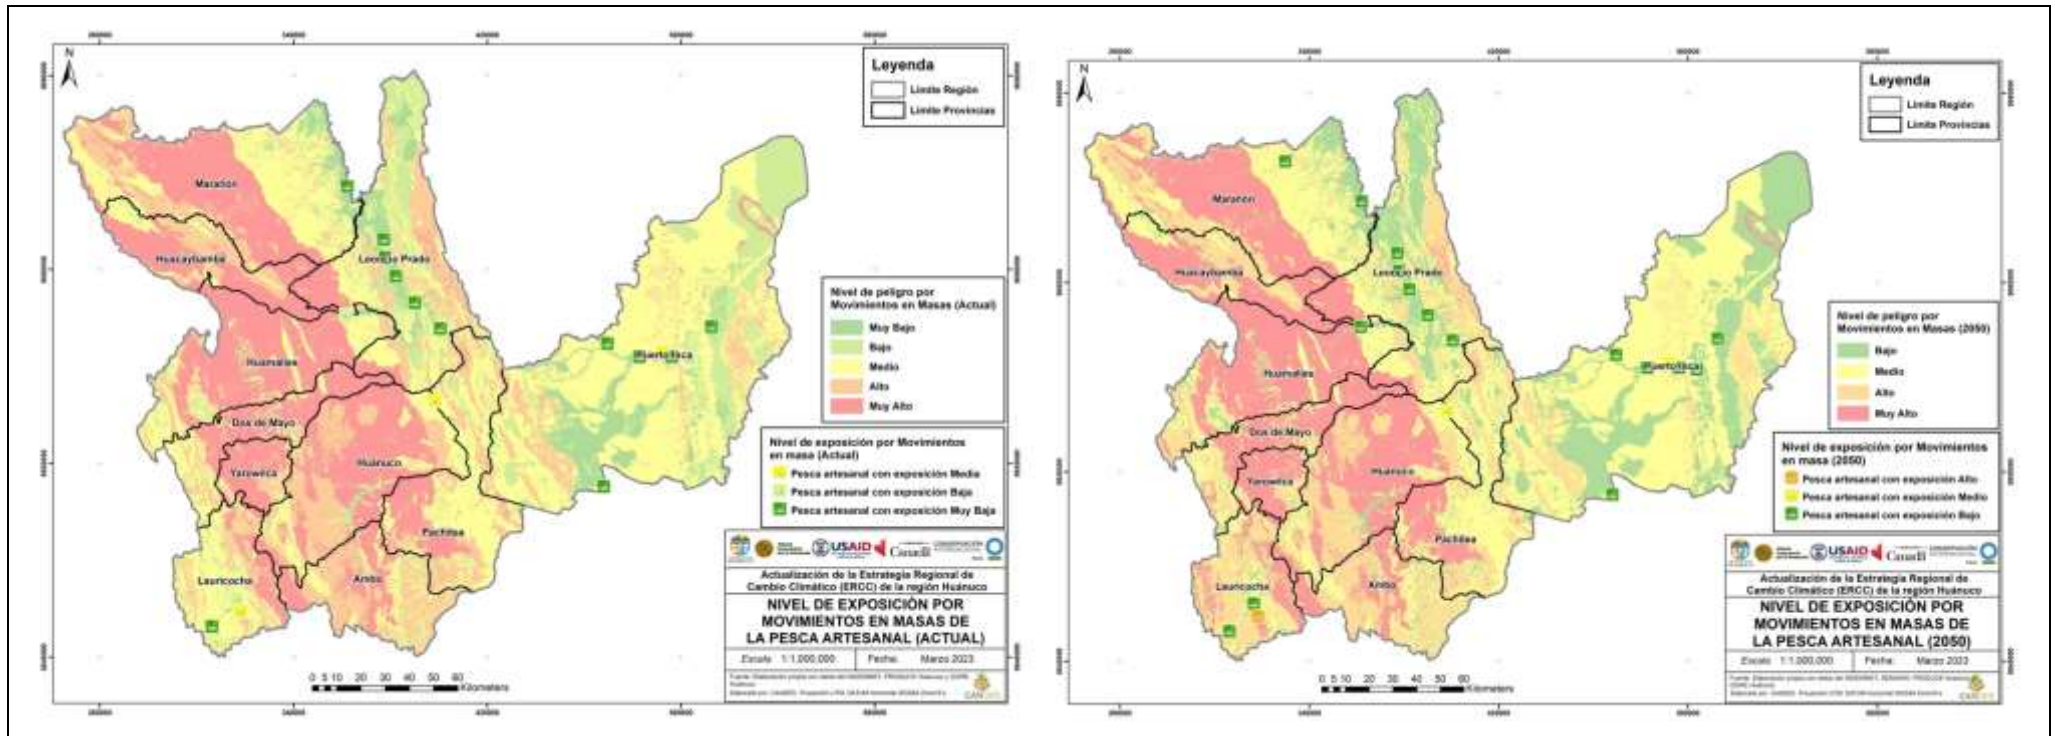 N
Leyenda
Limite Región
Limite Provincias
Marañon
Huacaybamba
Leoncio Prado
Huamalies
Puerto Inca
Dos de Mayo
Yarowilca
Huánuco
Pachitea
Lauricocha
Ambo
Nivel de peligro por
Movimientos en Masas (Actual)
Muy Bajo
Bajo
Medio
Alto
Muy Alto
Nivel de exposición por Movimientos
en masa (Actual)
Pesca artesanal con exposición Media
Pesca artesanal con exposición Baja
Pesca artesanal con exposición Muy Baja
USAID
Canadä
Actualización de la Estrategia Regional de
Cambio Climático (ERCC) de la región Huánuco
NIVEL DE EXPOSICIÓN POR
MOVIMIENTOS EN MASAS DE
LA PESCA ARTESANAL (ACTUAL)
Escala 1:1,000,000 Fecha: Marzo 2023
0 5 10 20 30 40 50 60
Kilometers
N
Leyenda
Limite Región
Limite Provincias
Marañon
Huacaybamba
Leoncio Prado
Huamalies
Puerto Inca
Dos de Mayo
Yarowilca
Huánuco
Pachitea
Lauricocha
Ambo
Nivel de peligro por
Movimientos en Masas (2050)
Bajo
Medio
Alto
Muy Alto
Nivel de exposición por Movimientos
en masa (2050)
Pesca artesanal con exposición Alto
Pesca artesanal con exposición Medio
Pesca artesanal con exposición Bajo
USAID
Canadä
Actualización de la Estrategia Regional de
Cambio Climático (ERCC) de la región Huánuco
NIVEL DE EXPOSICIÓN POR
MOVIMIENTOS EN MASAS DE
LA PESCA ARTESANAL (2050)
Escala 1:1,000,000 Fecha: Marzo 2023
0 5 10 20 30 40 50 60
Kilometers